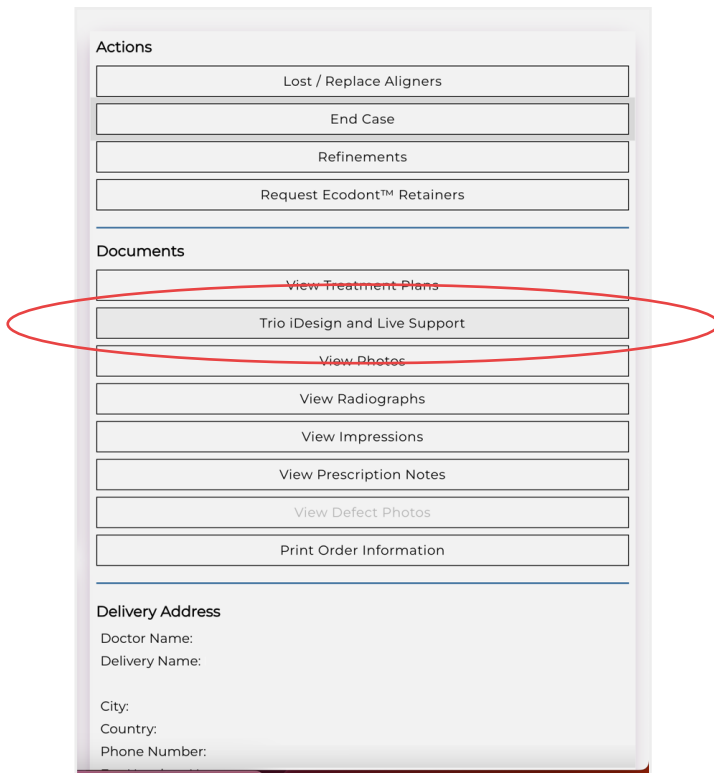 Actions
Lost / Replace Aligners
End Case
Refinements
Request Ecodont™ Retainers
Documents
View Treatment Plans
Trio iDesign and Live Support
View Photos
View Radiographs
View Impressions
View Prescription Notes
View Defect Photos
Print Order Information
Delivery Address
Doctor Name:
Delivery Name:
City:
Country:
Phone Number: